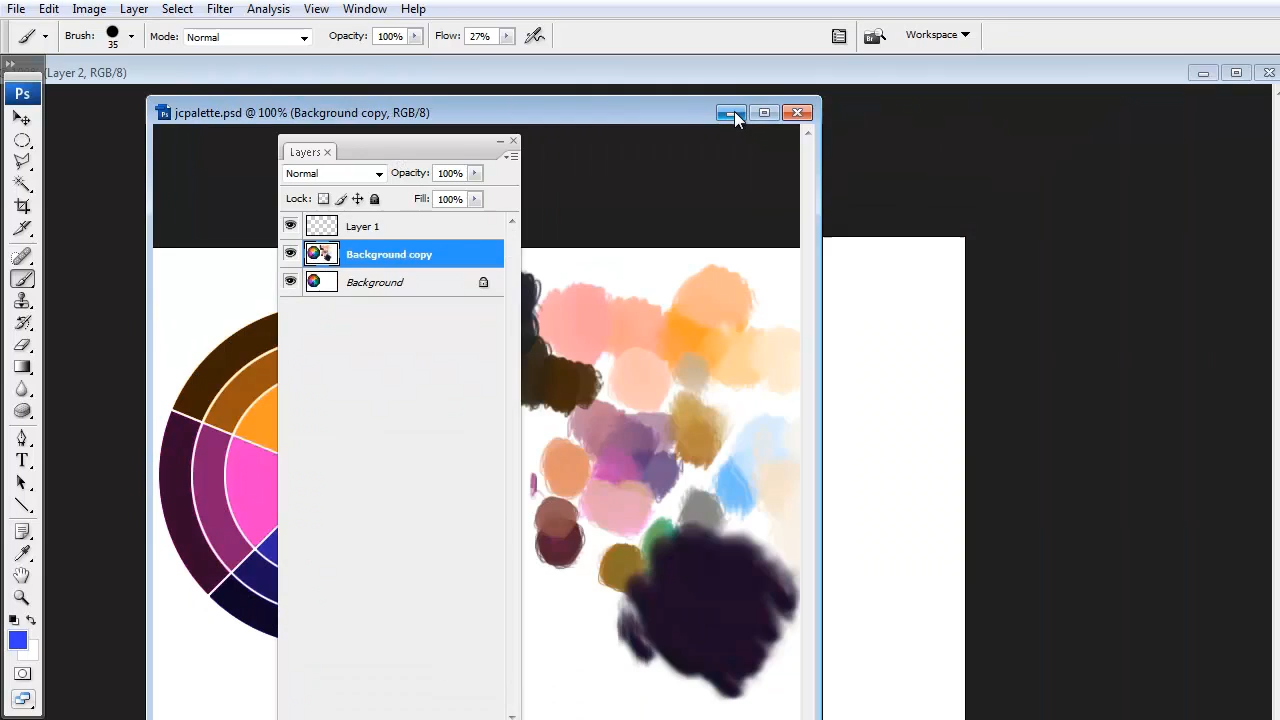 File Edit Image Layer Select Filter Analysis View Window Help
Brush: 35 Mode: Normal Opacity: 100% Flow: 27% Br Workspace
(Layer 2, RGB/8)
Ps
jcpalette.psd @ 100% (Background copy, RGB/8)
Layers
Normal Opacity: 100%
Lock: Fill: 100%
Layer 1
Background copy
Background
T